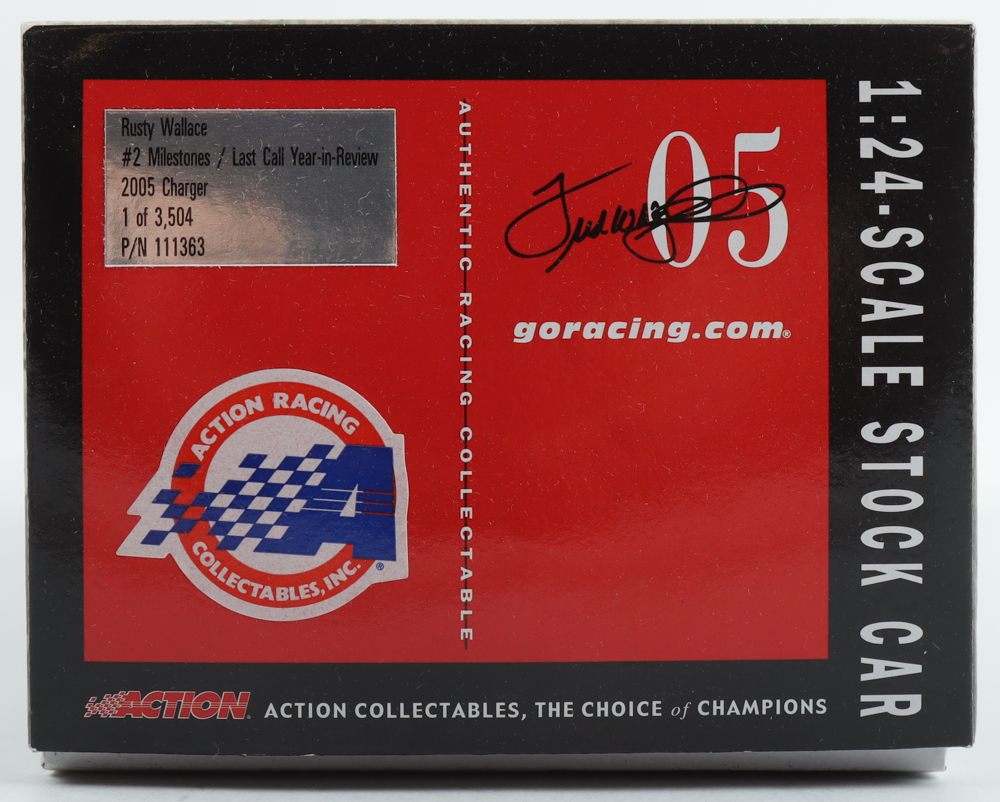 Rusty Wallace
#2 Milestones / Last Call Year-in-Review
2005 Charger
1 of 3,504
P/N 111363
AUTHENTIC RACING COLLECTABLE
05
goracing.com®
ACTION RACING
COLLECTABLES, INC.
®
1:24-SCALE STOCK CAR
ACTION
ACTION COLLECTABLES, THE CHOICE of CHAMPIONS